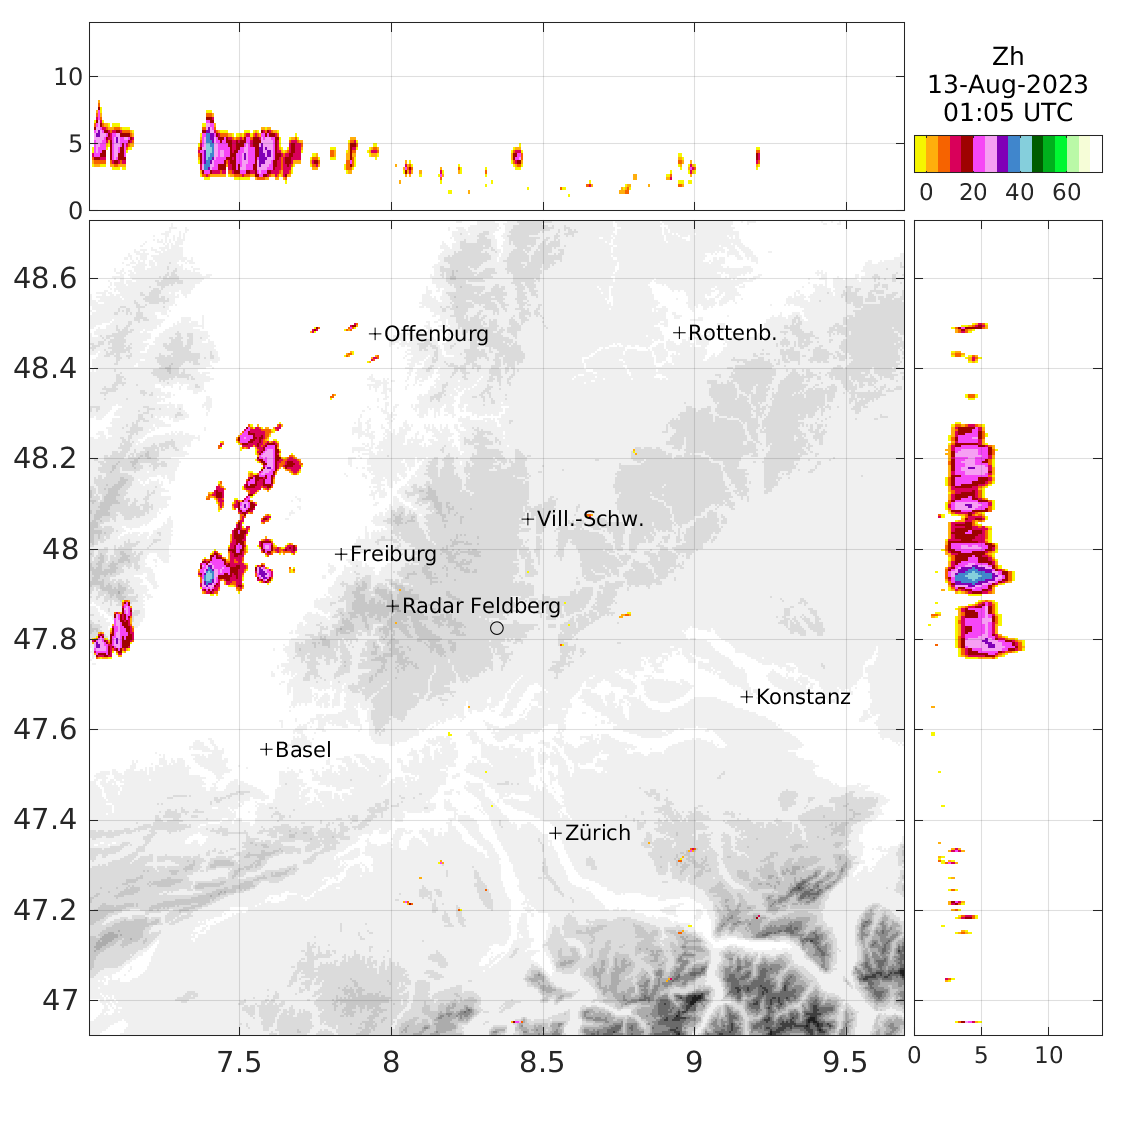 10
5
0
Zh
13-Aug-2023
01:05 UTC
0 20 40 60
48.6
48.4
48.2
48
47.8
47.6
47.4
47.2
47
+Offenburg
+Rottenb.
+Vill.-Schw.
+Freiburg
+Radar Feldberg
+Konstanz
+Basel
+Zürich
7.5 8 8.5 9 9.5
0 5 10